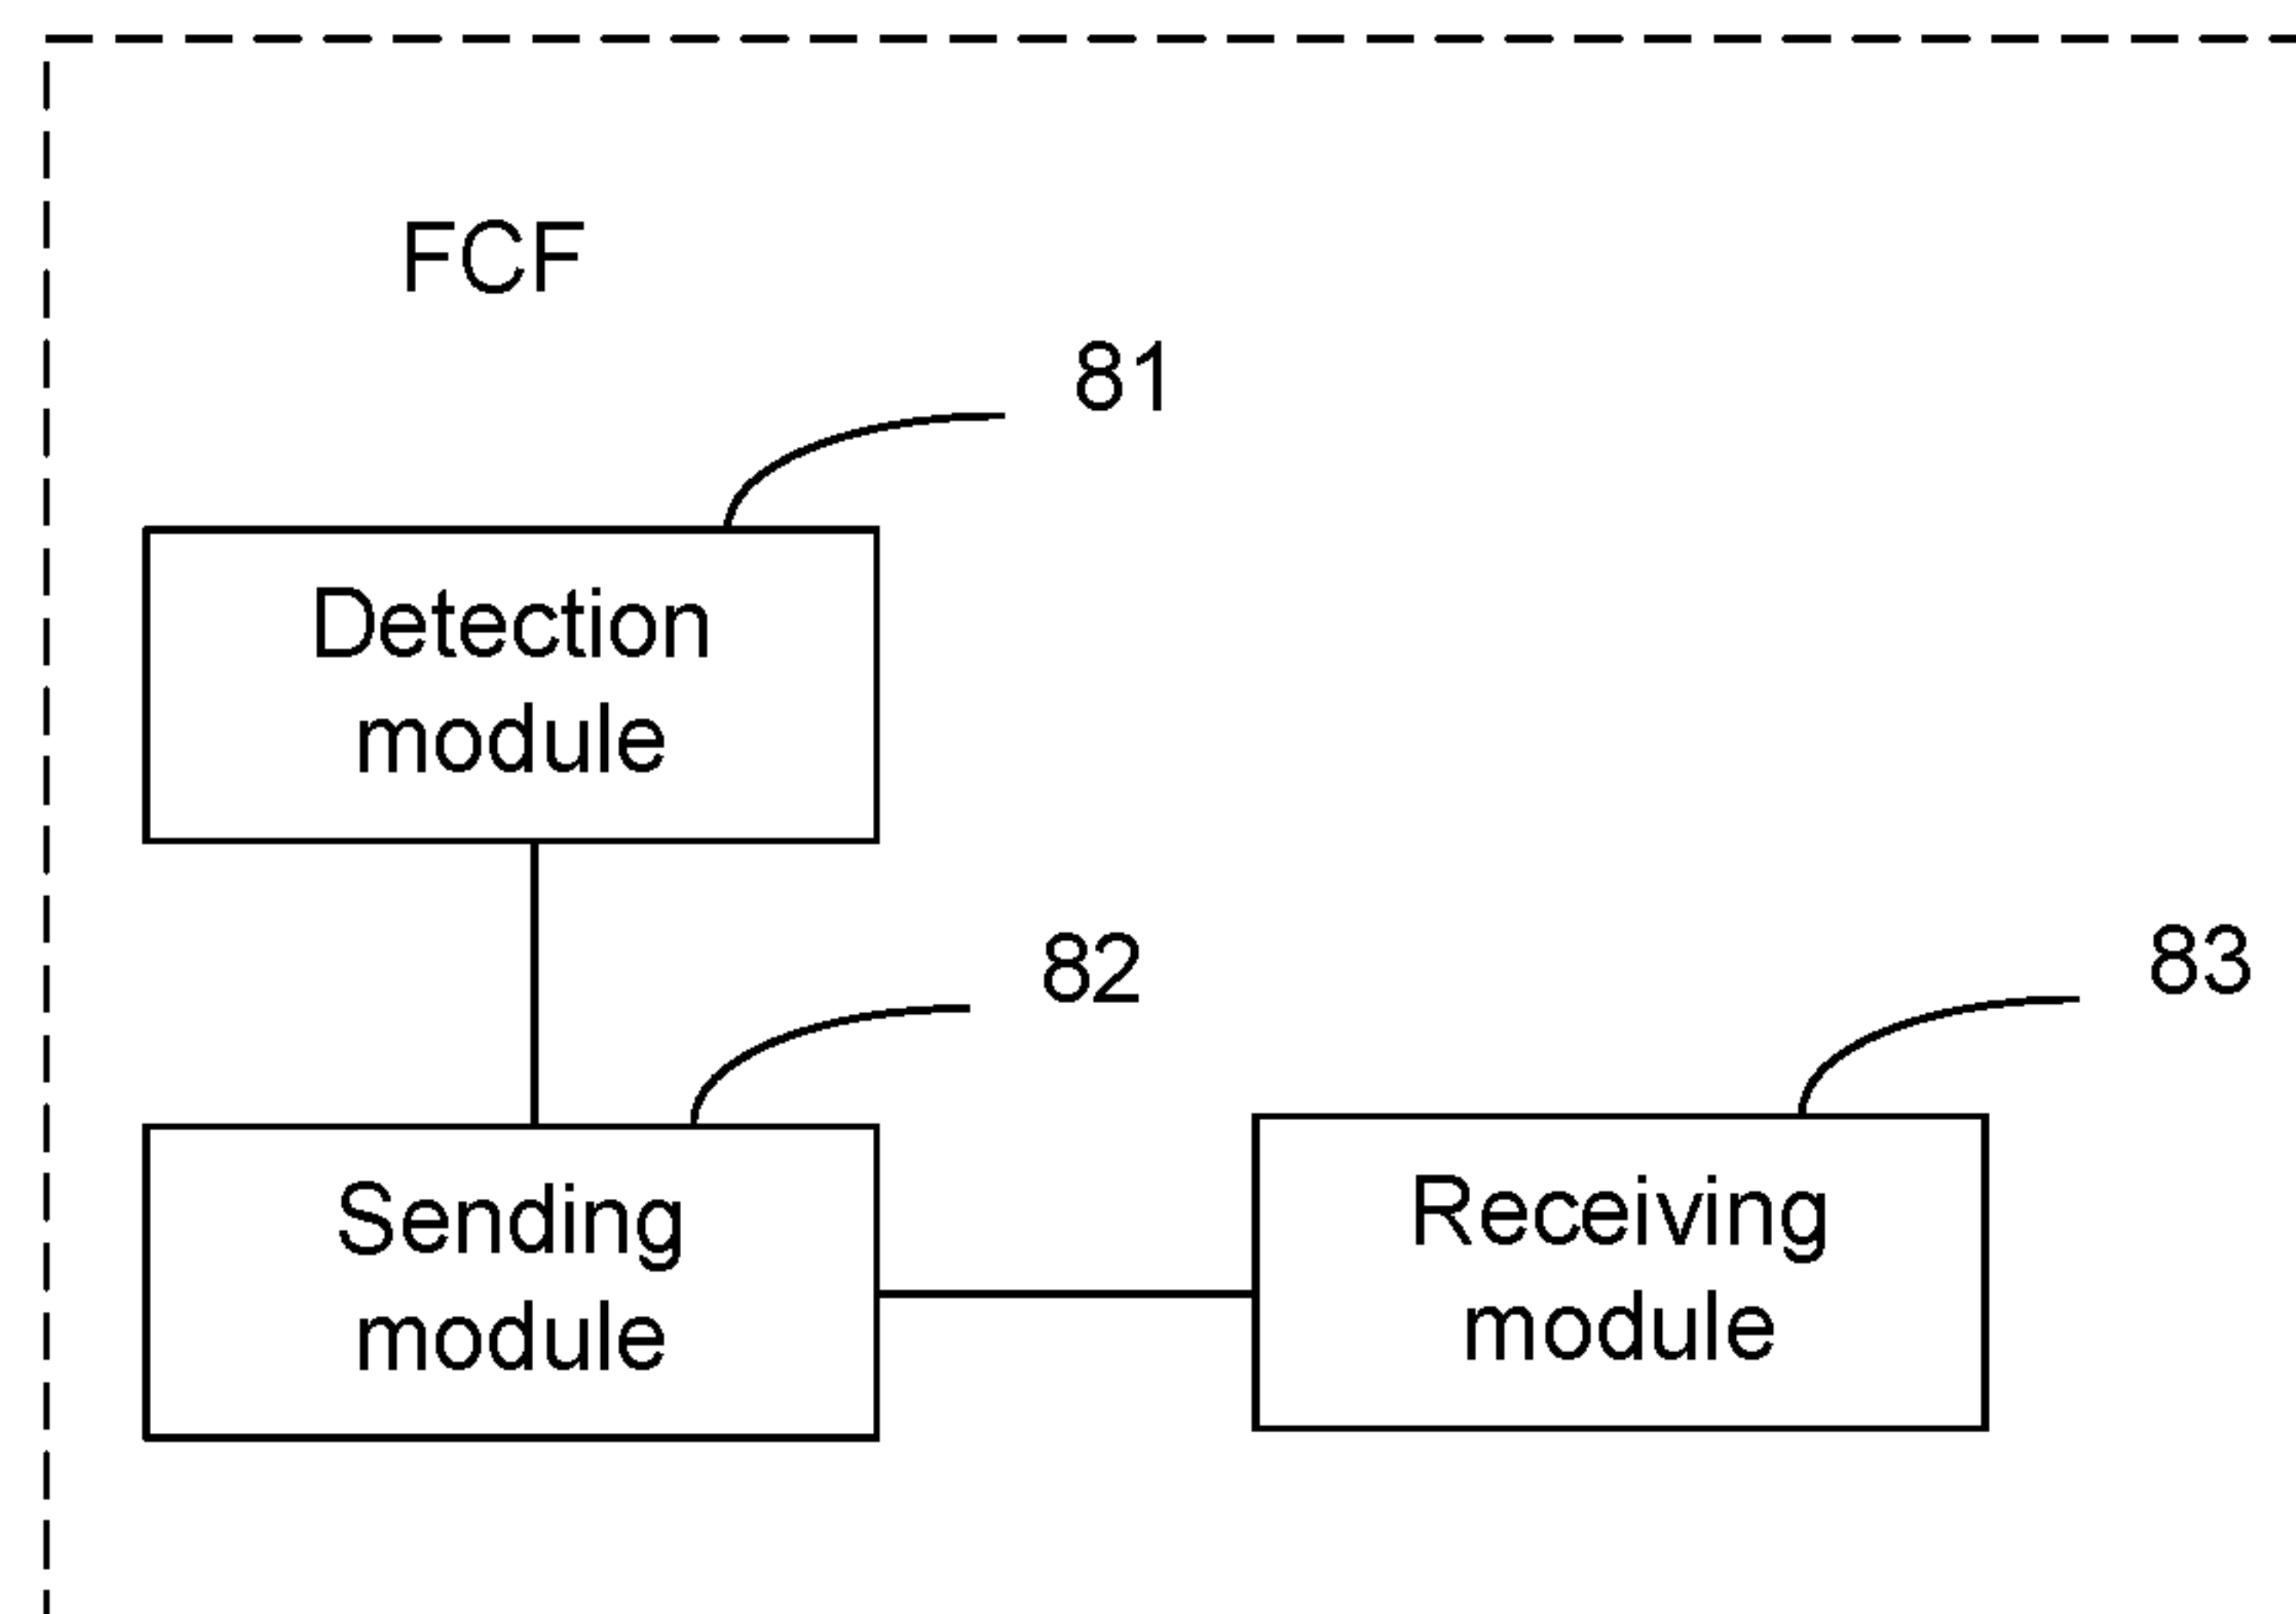 FCF
81
Detection
module
82
83
Sending
module
Receiving
module